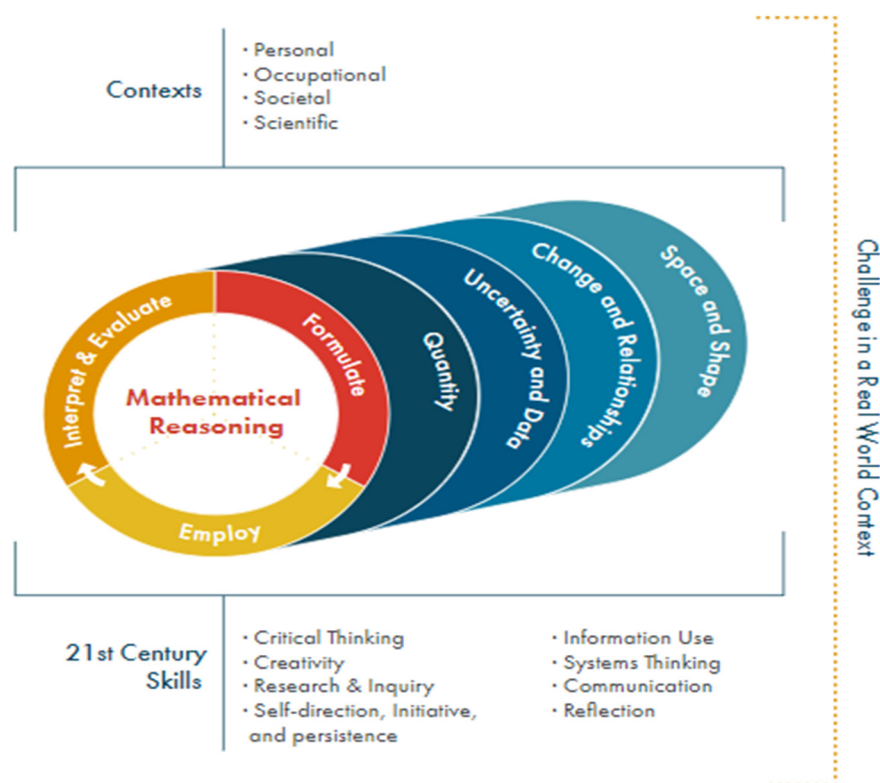 Contexts
· Personal
· Occupational
· Societal
· Scientific
Interpret & Evaluate
Formulate
Employ
Mathematical
Reasoning
Quantity
Uncertainty and Data
Change and Relationships
Space and Shape
Challenge in a Real World Context
21st Century
Skills
· Critical Thinking
· Creativity
· Research & Inquiry
· Self-direction, Initiative,
and persistence
· Information Use
· Systems Thinking
· Communication
· Reflection